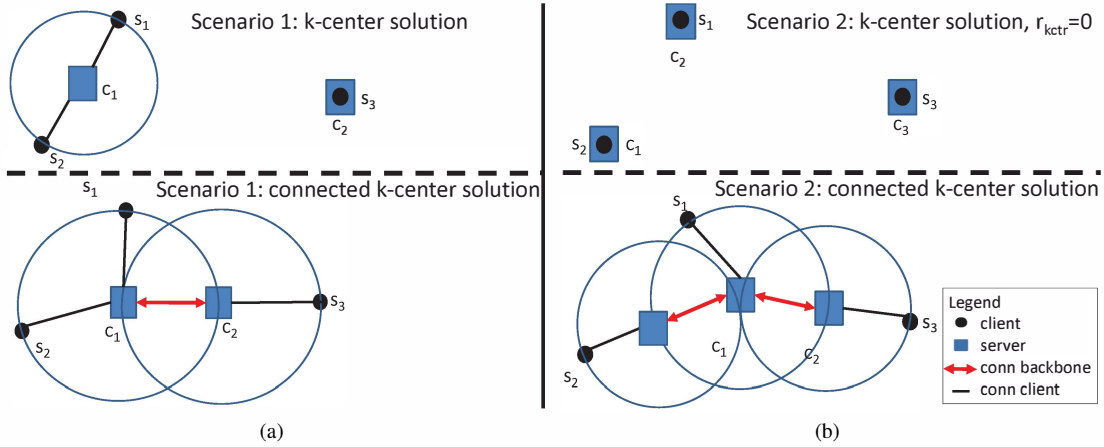 Scenario 1: k-center solution
s1
c1
s2
s3
c2
Scenario 1: connected k-center solution
s1
s2
c1
c2
s3
(a)
Scenario 2: k-center solution, rkctr=0
s1
c2
s3
c3
s2
c1
Scenario 2: connected k-center solution
s1
s2
c1
c2
s3
Legend
client
server
conn backbone
conn client
(b)